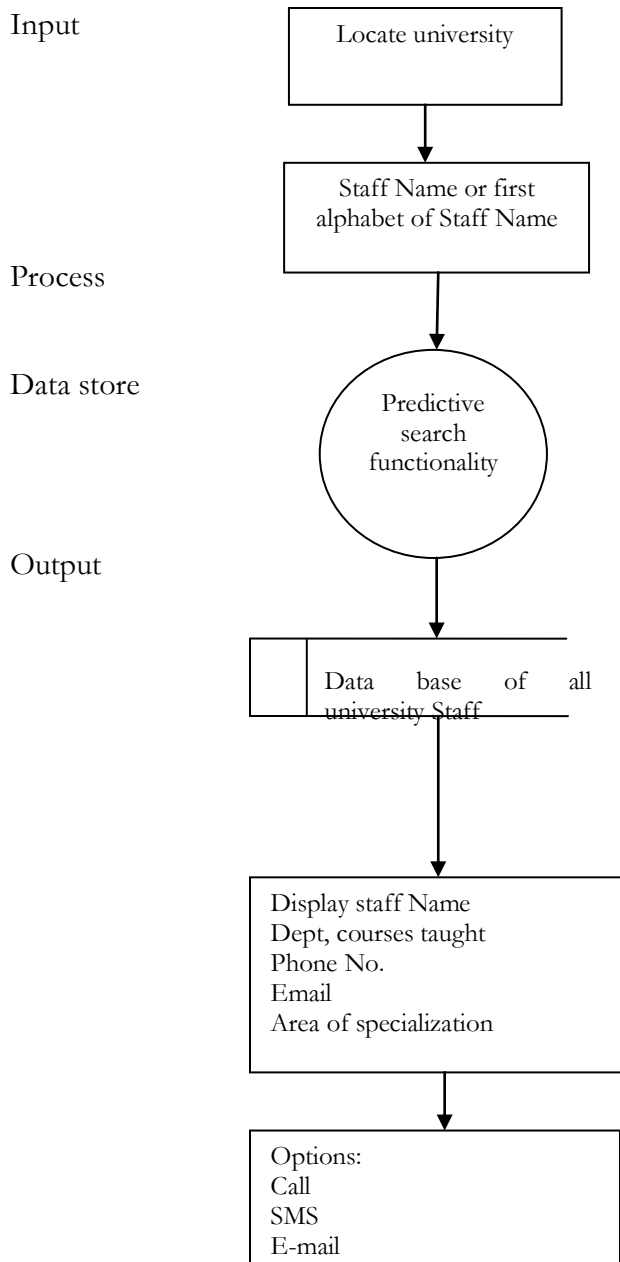 Input
Locate university
Staff Name or first
alphabet of Staff Name
Process
Data store
Predictive
search
functionality
Output
Data base of all
university Staff
Display staff Name
Dept, courses taught
Phone No.
Email
Area of specialization
Options:
Call
SMS
E-mail